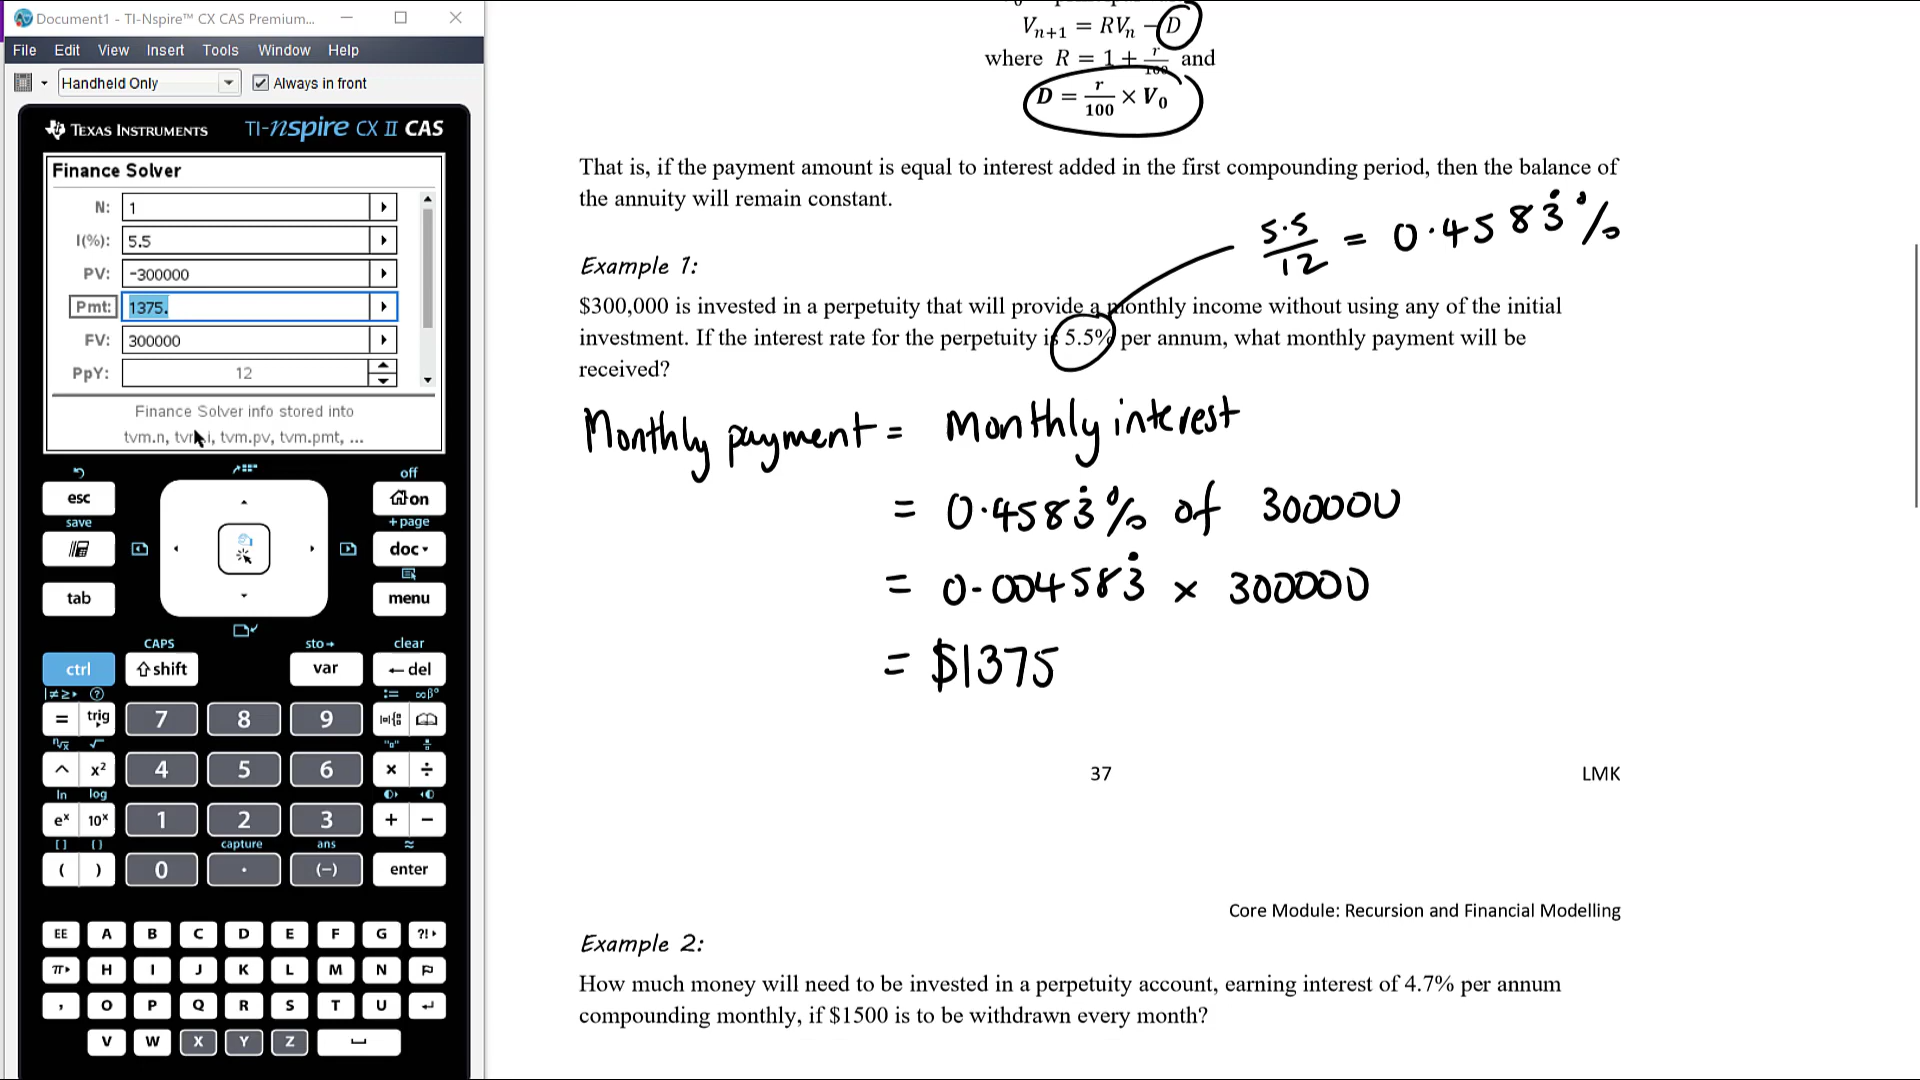 Document1 - TI-Nspire™ CX CAS Premium...
File Edit View Insert Tools Window Help
Handheld Only Always in front
TEXAS INSTRUMENTS TI-nspire CX II CAS
Finance Solver
N: 1
I(%): 5.5
PV: -300000
Pmt: 1375.
FV: 300000
PpY: 12
Finance Solver info stored into
tvm.n, tvm.i, tvm.pv, tvm.pmt, ...
off
esc on
save + page
doc
tab menu
CAPS sto→ clear
ctrl shift var ←del
|≠≥▸ ? := ∞β°
= trig 7 8 9
ⁿ√x √ "▫"
^ x² 4 5 6 × ÷
ln log
eˣ 10ˣ 1 2 3 + −
[ ] { } capture ans ≈
( ) 0 . (−) enter
EE A B C D E F G ?!▸
π▸ H I J K L M N
, O P Q R S T U ↵
V W X Y Z
Vn+1 = RVn − D
where R = 1 + r/100 and
D = r/100 × V0
That is, if the payment amount is equal to interest added in the first compounding period, then the balance of
the annuity will remain constant.
5.5/12 = 0.4583̇%
Example 1:
$300,000 is invested in a perpetuity that will provide a monthly income without using any of the initial
investment. If the interest rate for the perpetuity is 5.5% per annum, what monthly payment will be
received?
Monthly payment = Monthly interest
= 0.4583̇% of 300000
= 0.004583̇ × 300000
= $1375
37 LMK
Core Module: Recursion and Financial Modelling
Example 2:
How much money will need to be invested in a perpetuity account, earning interest of 4.7% per annum
compounding monthly, if $1500 is to be withdrawn every month?